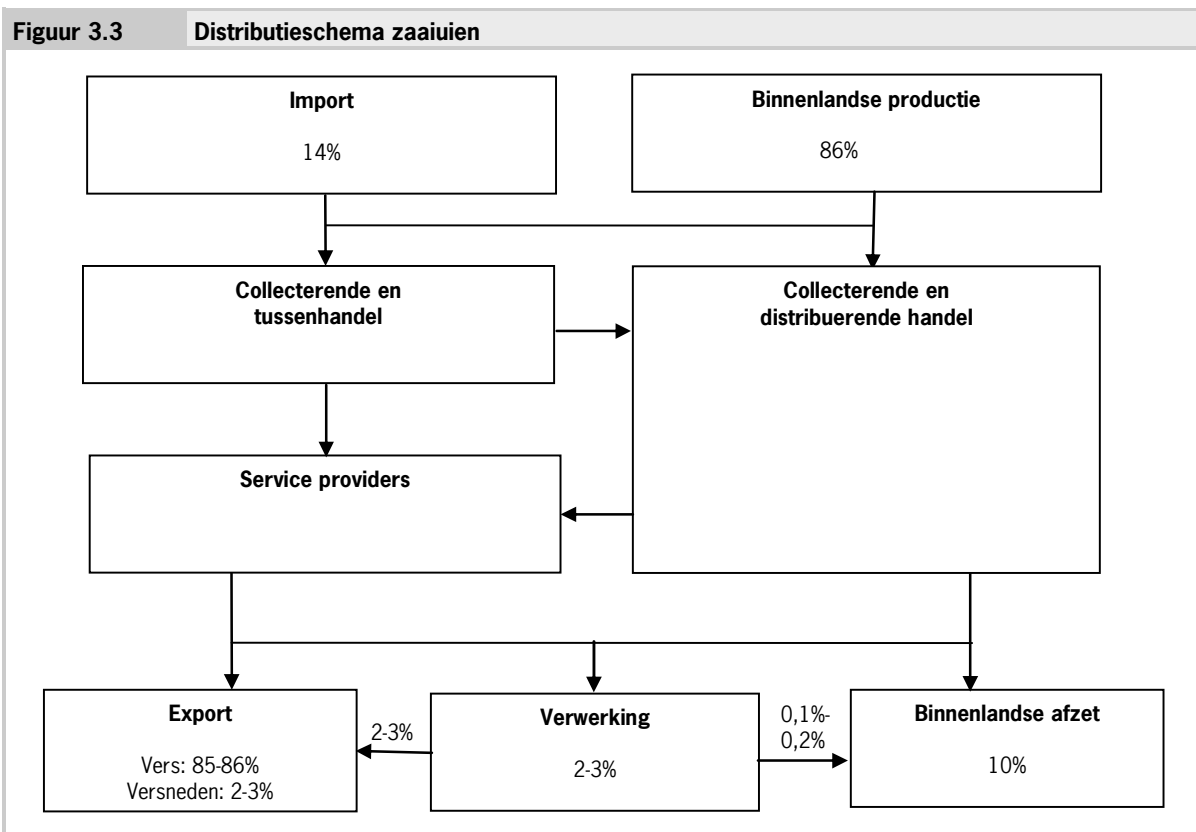 Figuur 3.3 Distributieschema zaaiuien
Import
14%
Binnenlandse productie
86%
Collecterende en
tussenhandel
Collecterende en
distribuerende handel
Service providers
Export
Vers: 85-86%
Versneden: 2-3%
2-3%
Verwerking
2-3%
0,1%-
0,2%
Binnenlandse afzet
10%